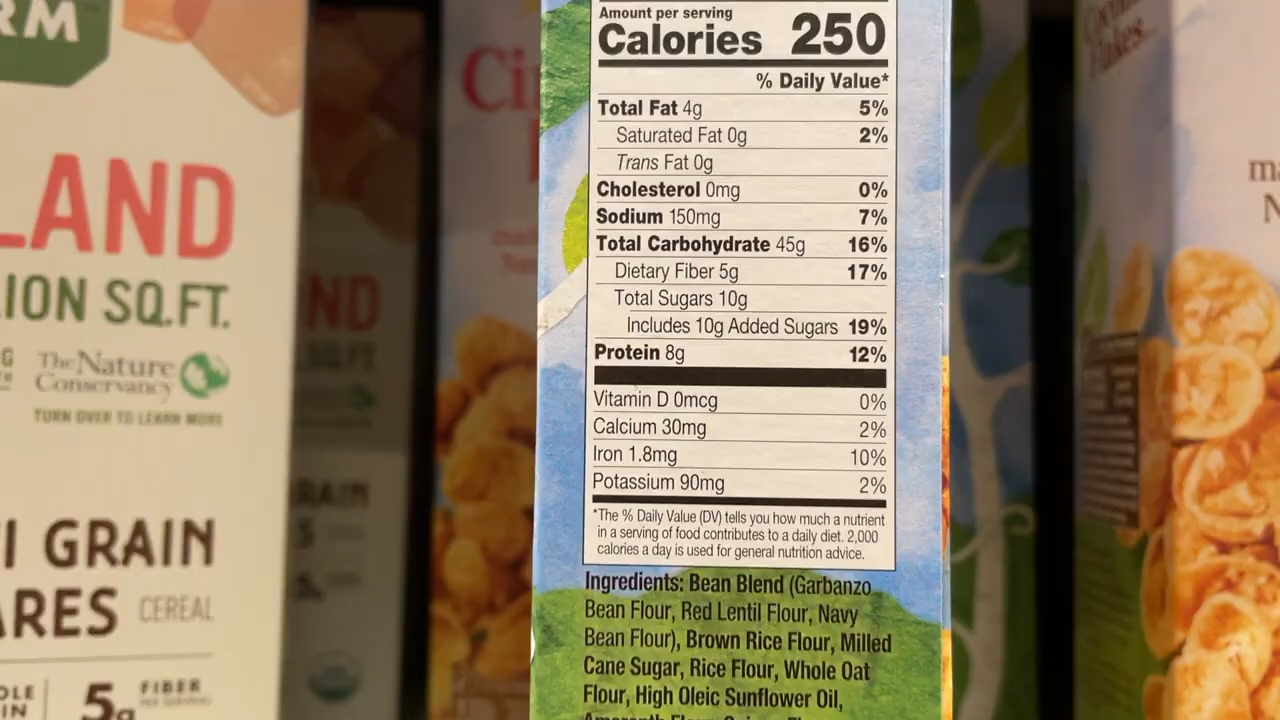 RM
LAND
LION SQ.FT.
The Nature
Conservancy
TURN OVER TO LEARN MORE
I GRAIN
ARES CEREAL
5g FIBER
ND
Cin
Amount per serving
Calories 250
% Daily Value*
Total Fat 4g 5%
Saturated Fat 0g 2%
Trans Fat 0g
Cholesterol 0mg 0%
Sodium 150mg 7%
Total Carbohydrate 45g 16%
Dietary Fiber 5g 17%
Total Sugars 10g
Includes 10g Added Sugars 19%
Protein 8g 12%
Vitamin D 0mcg 0%
Calcium 30mg 2%
Iron 1.8mg 10%
Potassium 90mg 2%
*The % Daily Value (DV) tells you how much a nutrient
in a serving of food contributes to a daily diet. 2,000
calories a day is used for general nutrition advice.
Ingredients: Bean Blend (Garbanzo
Bean Flour, Red Lentil Flour, Navy
Bean Flour), Brown Rice Flour, Milled
Cane Sugar, Rice Flour, Whole Oat
Flour, High Oleic Sunflower Oil,
Flakes
ma
N